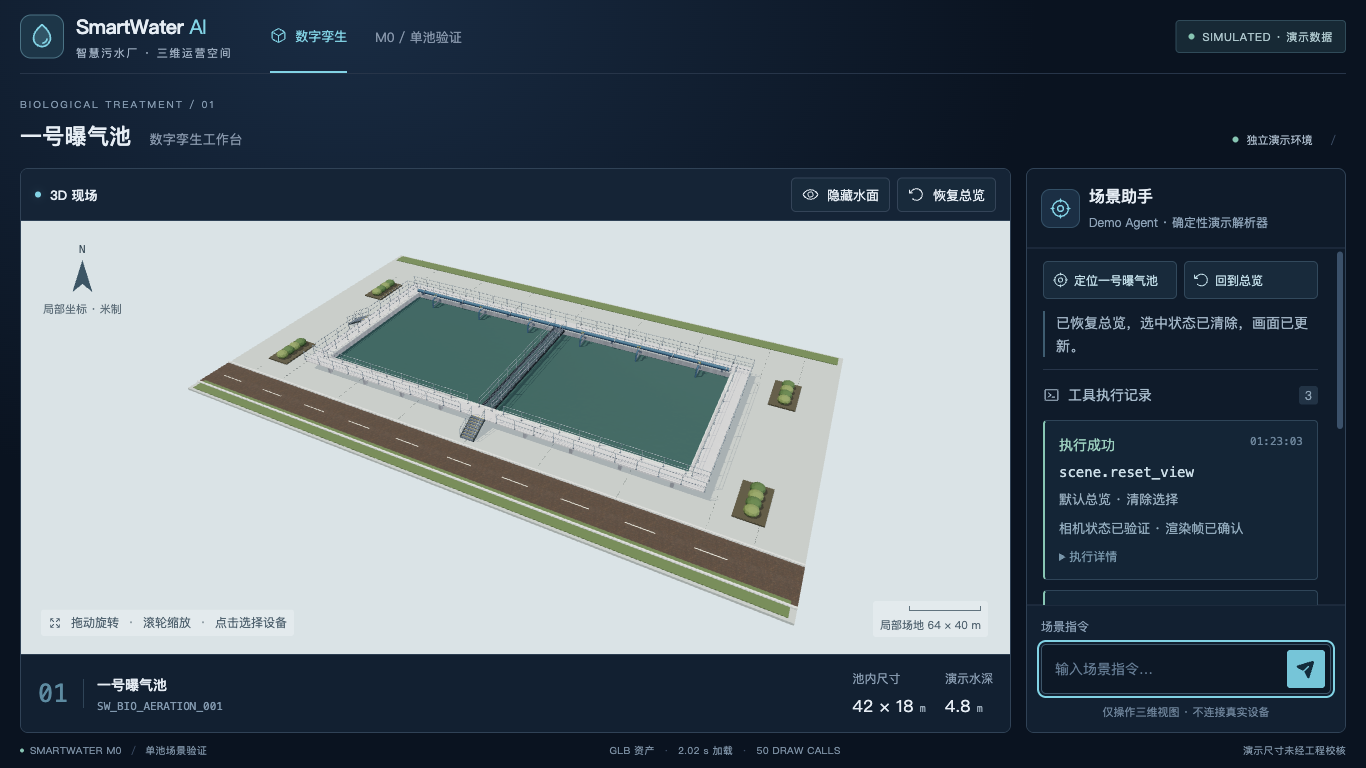 SmartWater AI
智慧污水厂 · 三维运营空间
数字孪生
M0 / 单池验证
SIMULATED · 演示数据
BIOLOGICAL TREATMENT / 01
一号曝气池
数字孪生工作台
独立演示环境 /
3D 现场
隐藏水面
恢复总览
N
局部坐标 · 米制
拖动旋转 · 滚轮缩放 · 点击选择设备
局部场地 64 × 40 m
01
一号曝气池
SW_BIO_AERATION_001
池内尺寸
42 × 18 m
演示水深
4.8 m
场景助手
Demo Agent · 确定性演示解析器
定位一号曝气池
回到总览
已恢复总览，选中状态已清除，画面已更
新。
工具执行记录
3
执行成功
01:23:03
scene.reset_view
默认总览 · 清除选择
相机状态已验证 · 渲染帧已确认
执行详情
场景指令
输入场景指令...
仅操作三维视图 · 不连接真实设备
SMARTWATER M0 / 单池场景验证
GLB 资产 · 2.02 s 加载 · 50 DRAW CALLS
演示尺寸未经工程校核